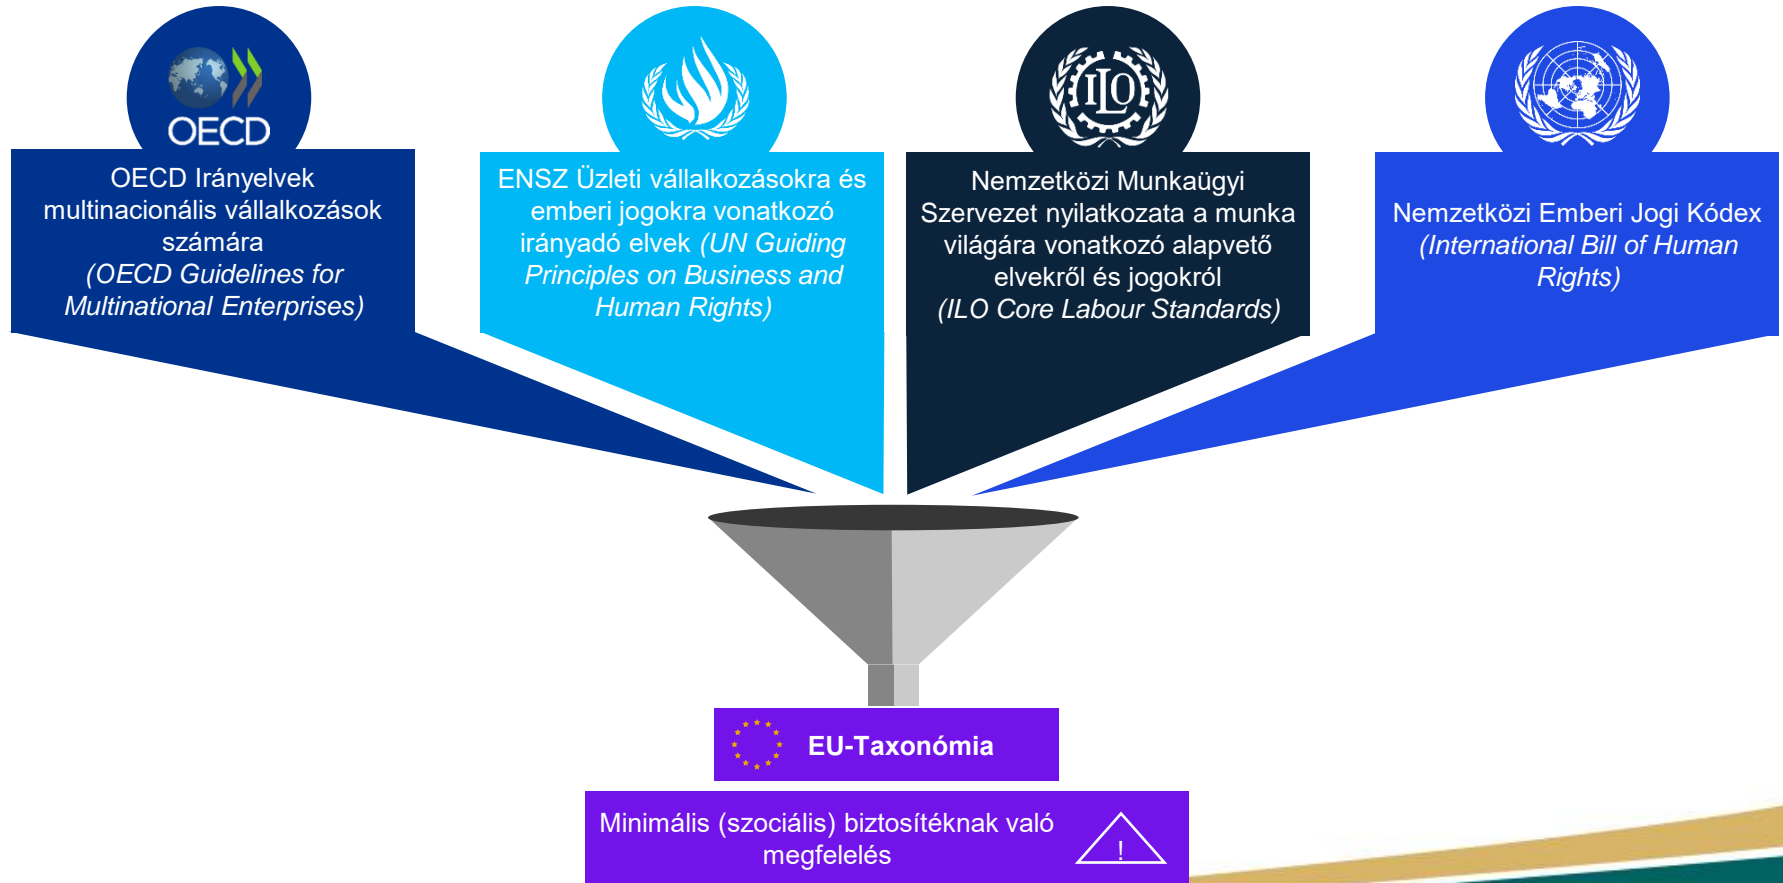 OECD
OECD Irányelvek
multinacionális vállalkozások
számára
(OECD Guidelines for
Multinational Enterprises)
ENSZ Üzleti vállalkozásokra és
emberi jogokra vonatkozó
irányadó elvek (UN Guiding
Principles on Business and
Human Rights)
ILO
Nemzetközi Munkaügyi
Szervezet nyilatkozata a munka
világára vonatkozó alapvető
elvekről és jogokról
(ILO Core Labour Standards)
Nemzetközi Emberi Jogi Kódex
(International Bill of Human
Rights)
EU-Taxonómia
Minimális (szociális) biztosítéknak való
megfelelés
!